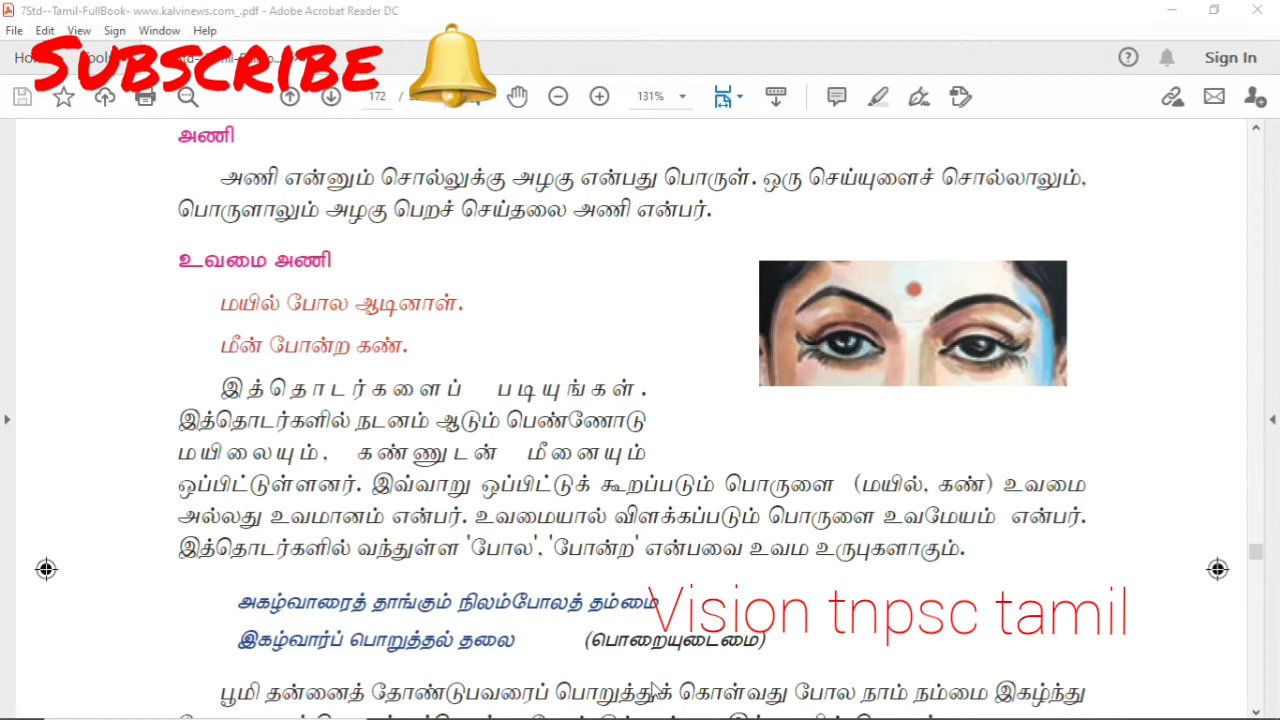 7Std--Tamil-FullBook- www.kalvinews.com_.pdf - Adobe Acrobat Reader DC
File Edit View Sign Window Help
SUBSCRIBE
Sign In
172 /
131%
அணி
அணி என்னும் சொல்லுக்கு அழகு என்பது பொருள். ஒரு செய்யுளைச் சொல்லாலும்,
பொருளாலும் அழகு பெறச் செய்தலை அணி என்பர்.
உவமை அணி
மயில் போல ஆடினாள்.
மீன் போன்ற கண்.
இத்தொடர்களைப் படியுங்கள்.
இத்தொடர்களில் நடனம் ஆடும் பெண்ணோடு
மயிலையும், கண்ணுடன் மீனையும்
ஒப்பிட்டுள்ளனர். இவ்வாறு ஒப்பிட்டுக் கூறப்படும் பொருளை (மயில், கண்) உவமை
அல்லது உவமானம் என்பர். உவமையால் விளக்கப்படும் பொருளை உவமேயம் என்பர்.
இத்தொடர்களில் வந்துள்ள 'போல', 'போன்ற' என்பவை உவம உருபுகளாகும்.
அகழ்வாரைத் தாங்கும் நிலம்போலத் தம்மை
Vision tnpsc tamil
இகழ்வார்ப் பொறுத்தல் தலை (பொறையுடைமை)
பூமி தன்னைத் தோண்டுபவரைப் பொறுத்துக் கொள்வது போல நாம் நம்மை இகழ்ந்து